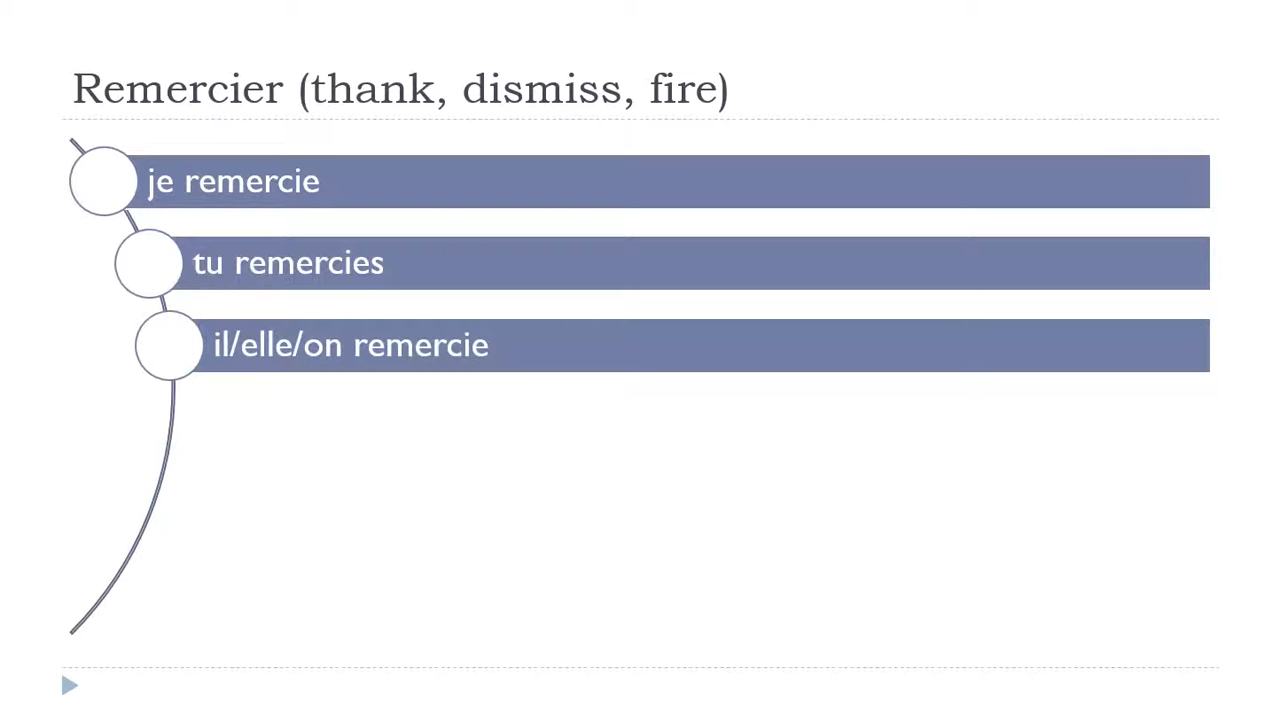 Remercier (thank, dismiss, fire)
je remercie
tu remercies
il/elle/on remercie